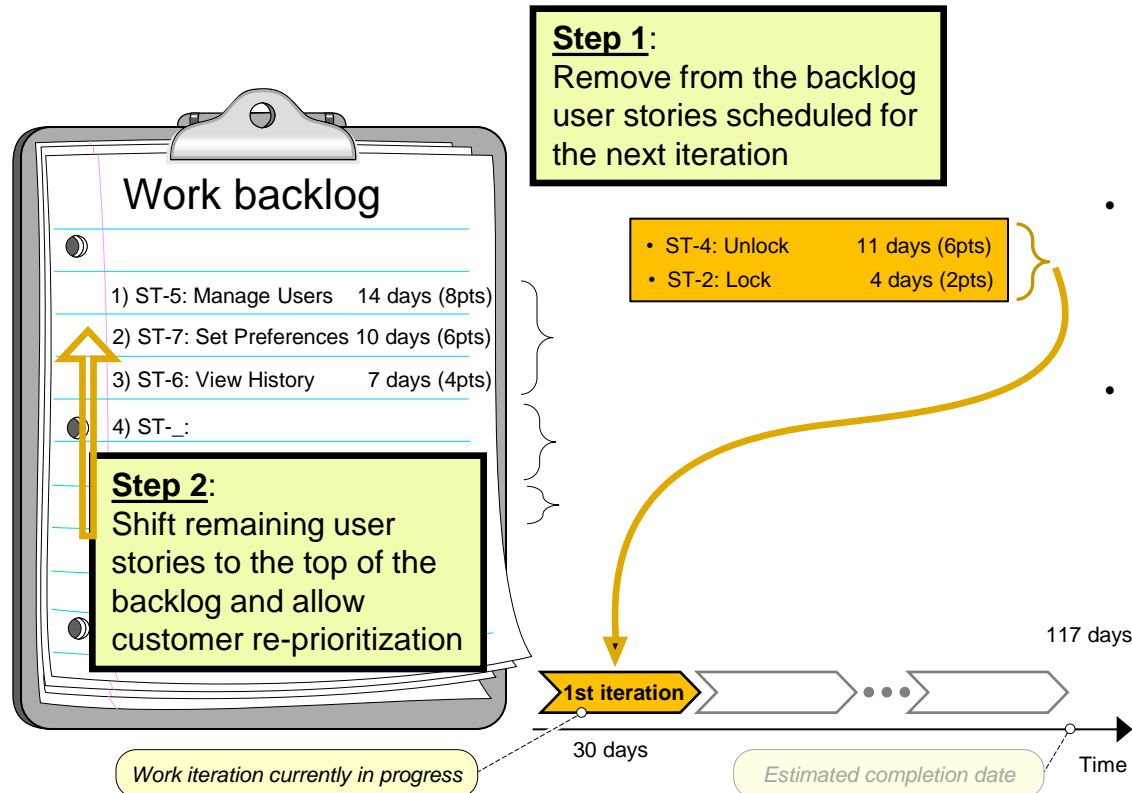 Step 1:
Remove from the backlog
user stories scheduled for
the next iteration
Work backlog
• ST-4: Unlock 11 days (6pts)
• ST-2: Lock 4 days (2pts)
•
•
1) ST-5: Manage Users 14 days (8pts)
2) ST-7: Set Preferences 10 days (6pts)
3) ST-6: View History 7 days (4pts)
4) ST-_:
Step 2:
Shift remaining user
stories to the top of the
backlog and allow
customer re-prioritization
117 days
1st iteration
30 days
Time
Work iteration currently in progress
Estimated completion date